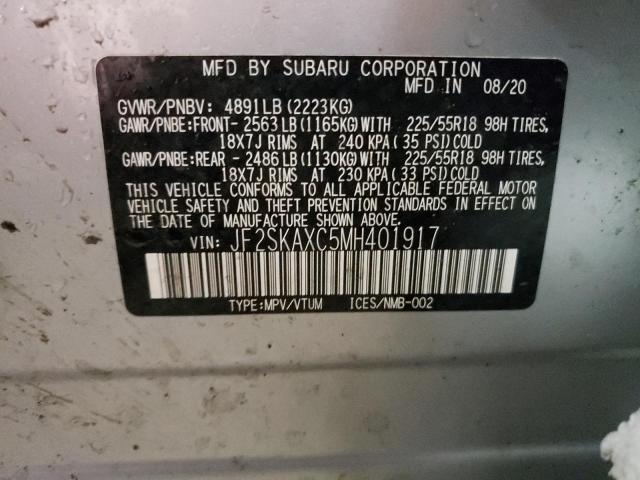 MFD BY SUBARU CORPORATION
MFD IN 08/20
GVWR/PNBV: 4891LB (2223KG)
GAWR/PNBE:FRONT- 2563LB (1165KG)WITH 225/55R18 98H TIRES,
18X7J RIMS AT 240 KPA( 35 PSI)COLD
GAWR/PNBE:REAR - 2486LB (1130KG)WITH 225/55R18 98H TIRES,
18X7J RIMS AT 230 KPA( 33 PSI)COLD
THIS VEHICLE CONFORMS TO ALL APPLICABLE FEDERAL MOTOR
VEHICLE SAFETY AND THEFT PREVENTION STANDARDS IN EFFECT ON
THE DATE OF MANUFACTURE SHOWN ABOVE.
VIN: JF2SKAXC5MH401917
TYPE:MPV/VTUM ICES/NMB-002